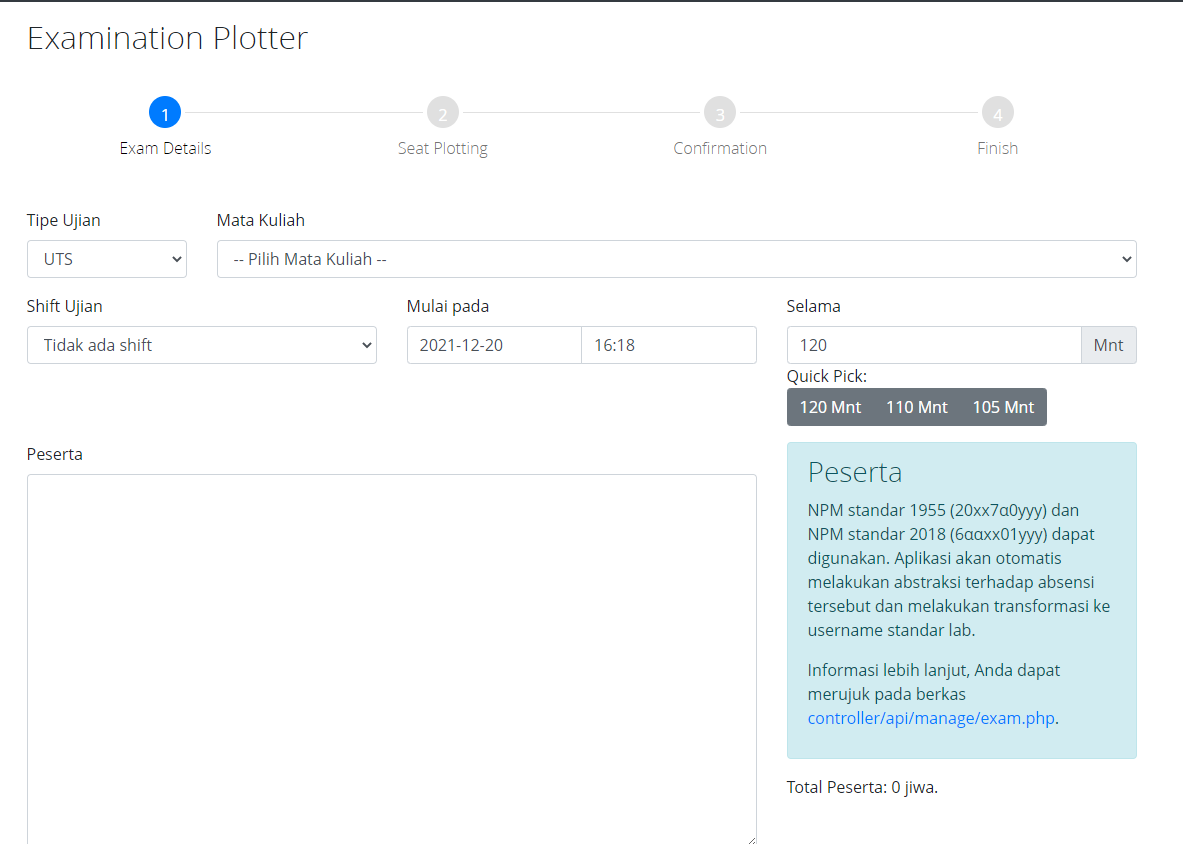 Examination Plotter
1
2
3
4
Exam Details
Seat Plotting
Confirmation
Finish
Tipe Ujian
Mata Kuliah
UTS
-- Pilih Mata Kuliah --
Shift Ujian
Mulai pada
Selama
Tidak ada shift
2021-12-20
16:18
120
Mnt
Quick Pick:
120 Mnt
110 Mnt
105 Mnt
Peserta
Peserta
NPM standar 1955 (20xx7α0yyy) dan
NPM standar 2018 (6ααxx01yyy) dapat
digunakan. Aplikasi akan otomatis
melakukan abstraksi terhadap absensi
tersebut dan melakukan transformasi ke
username standar lab.
Informasi lebih lanjut, Anda dapat
merujuk pada berkas
controller/api/manage/exam.php.
Total Peserta: 0 jiwa.